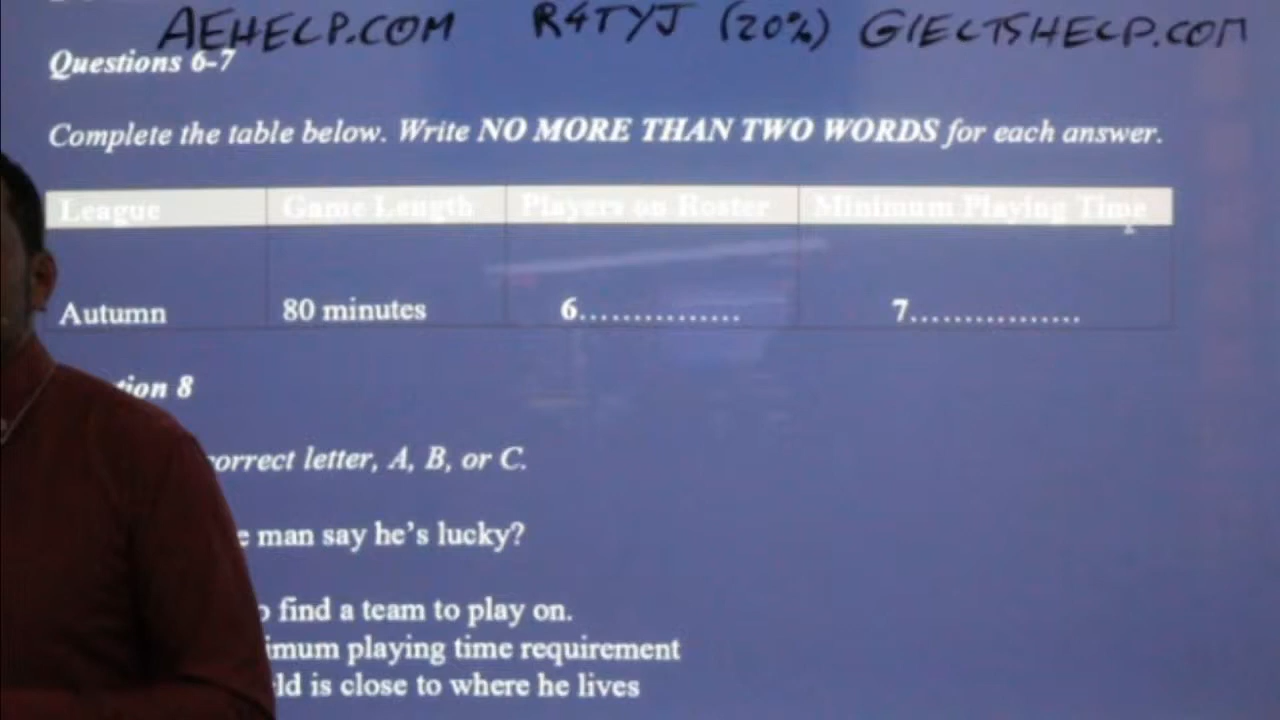 AEHELP.COM R4TYJ (20%) GIELTSHELP.COM
Questions 6-7
Complete the table below. Write NO MORE THAN TWO WORDS for each answer.
League Game Length Players on Roster Minimum Playing Time
Autumn 80 minutes 6............... 7................
tion 8
correct letter, A, B, or C.
e man say he's lucky?
o find a team to play on.
imum playing time requirement
ld is close to where he lives